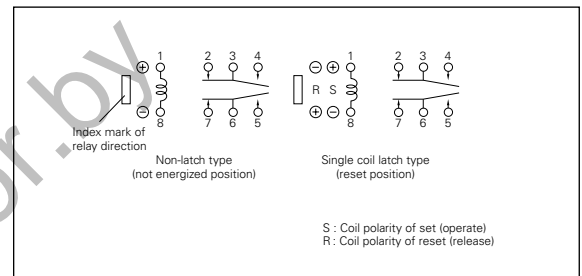 1 2 3 4
8 7 6 5
Index mark of
relay direction
Non-latch type
(not energized position)
1 2 3 4
R S
8 7 6 5
Single coil latch type
(reset position)
S : Coil polarity of set (operate)
R : Coil polarity of reset (release)
or.by